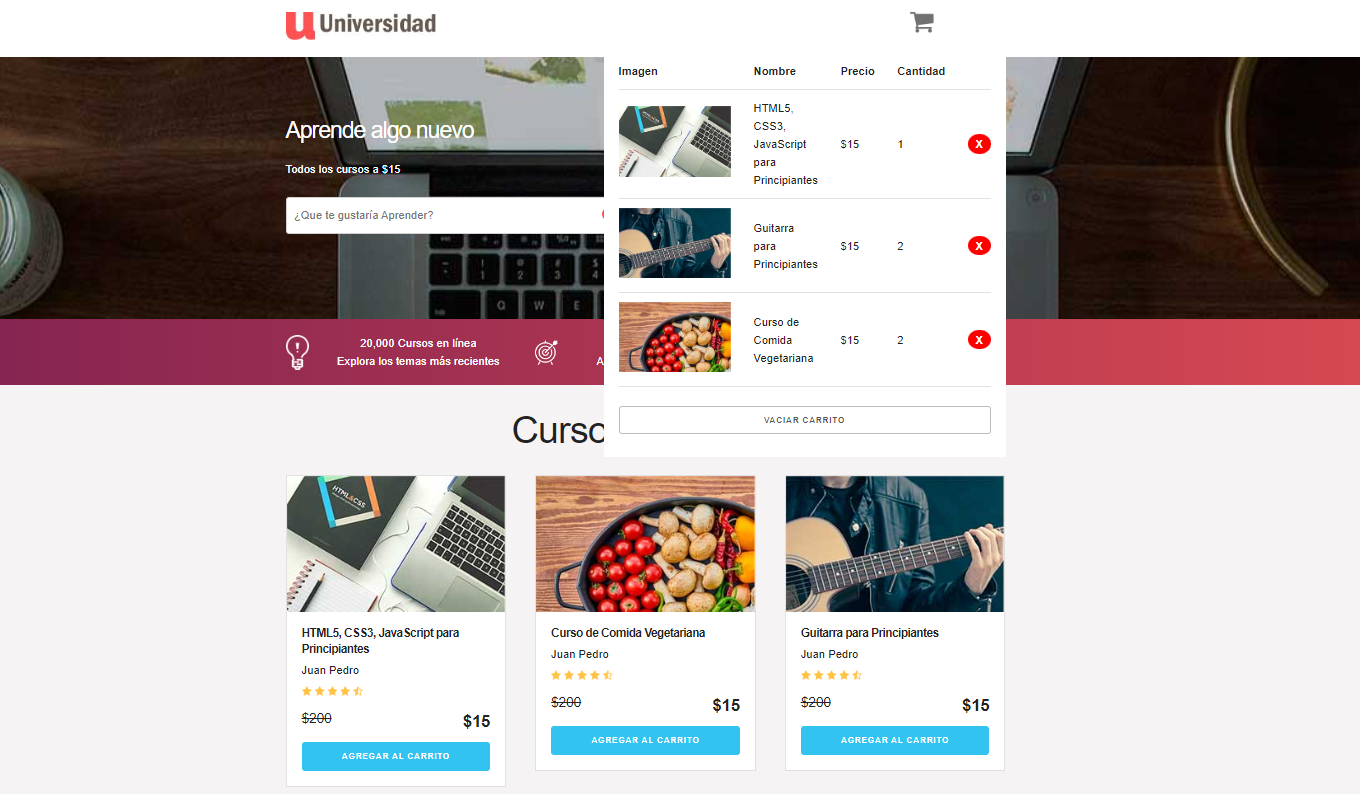 u Universidad
Imagen Nombre Precio Cantidad
HTML5,
CSS3,
JavaScript
para
Principiantes
$15 1 X
Guitarra
para
Principiantes
$15 2 X
Curso de
Comida
Vegetariana
$15 2 X
VACIAR CARRITO
Aprende algo nuevo
Todos los cursos a $15
¿Que te gustaría Aprender?
20,000 Cursos en línea
Explora los temas más recientes
A
Curso
HTML&CSS
HTML5, CSS3, JavaScript para
Principiantes
Juan Pedro
$200 $15
AGREGAR AL CARRITO
Curso de Comida Vegetariana
Juan Pedro
$200 $15
AGREGAR AL CARRITO
Guitarra para Principiantes
Juan Pedro
$200 $15
AGREGAR AL CARRITO